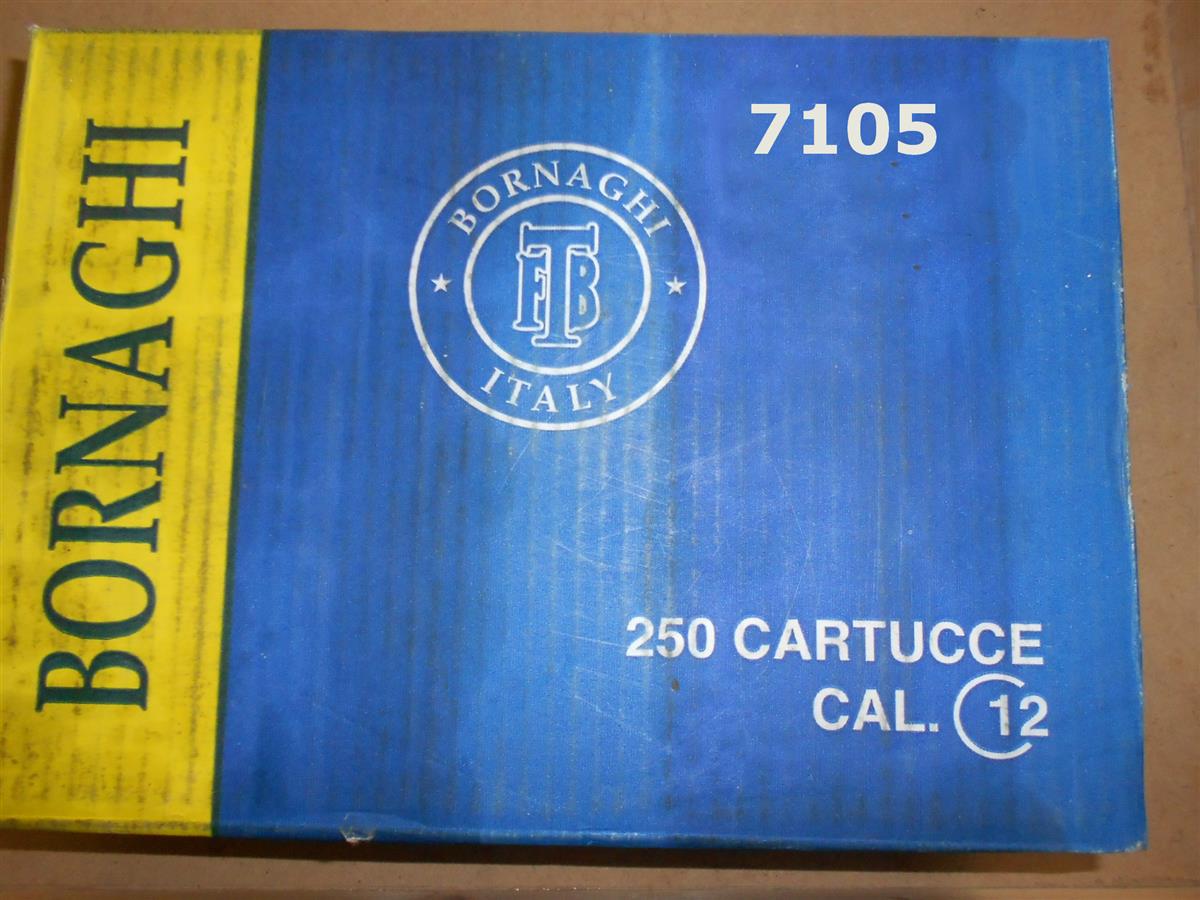 BORNAGHI
7105
BORNAGHI
FTB
ITALY
250 CARTUCCE
CAL. 12